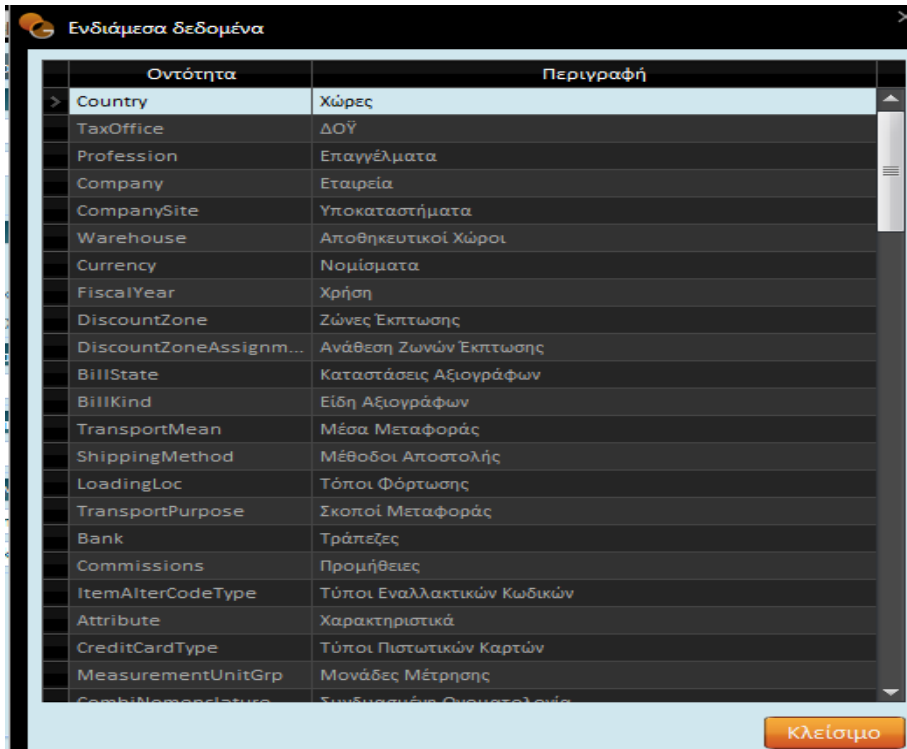 Ενδιάμεσα δεδομένα
Οντότητα Περιγραφή
Country Χώρες
TaxOffice ΔΟΫ
Profession Επαγγέλματα
Company Εταιρεία
CompanySite Υποκαταστήματα
Warehouse Αποθηκευτικοί Χώροι
Currency Νομίσματα
FiscalYear Χρήση
DiscountZone Ζώνες Έκπτωσης
DiscountZoneAssignm... Ανάθεση Ζωνών Έκπτωσης
BillState Καταστάσεις Αξιογράφων
BillKind Είδη Αξιογράφων
TransportMean Μέσα Μεταφοράς
ShippingMethod Μέθοδοι Αποστολής
LoadingLoc Τόποι Φόρτωσης
TransportPurpose Σκοποί Μεταφοράς
Bank Τράπεζες
Commissions Προμήθειες
ItemAlterCodeType Τύποι Εναλλακτικών Κωδικών
Attribute Χαρακτηριστικά
CreditCardType Τύποι Πιστωτικών Καρτών
MeasurementUnitGrp Μονάδες Μέτρησης
CombiNomenclature Συνδυασμένη Ονοματολογία
Κλείσιμο